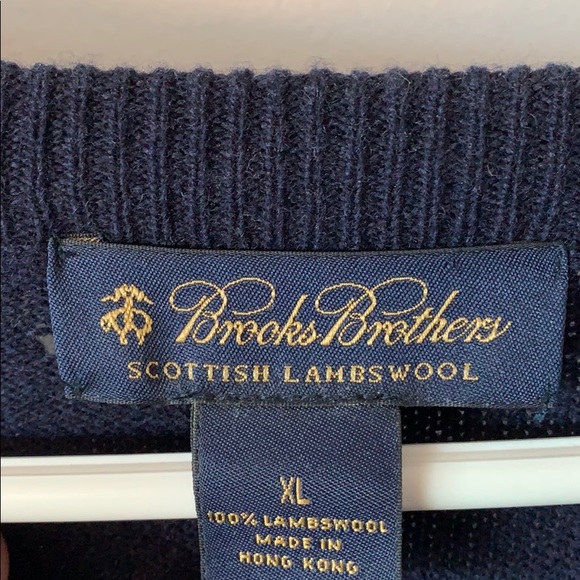 Brooks Brothers
SCOTTISH LAMBSWOOL
XL
100% LAMBSWOOL
MADE IN
HONG KONG